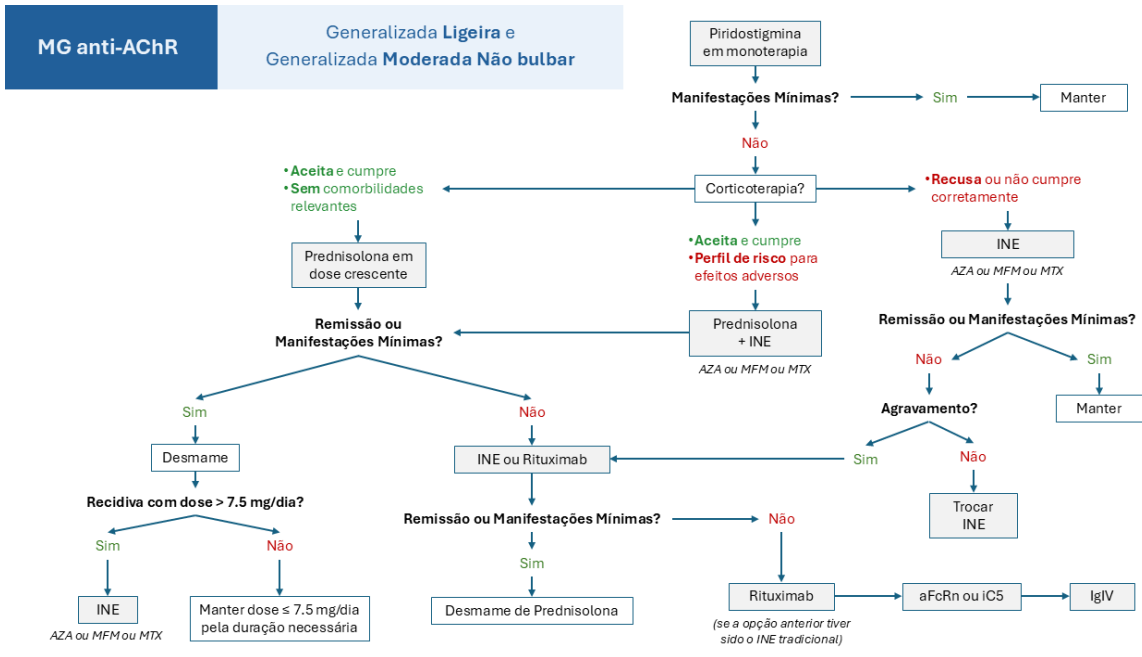 MG anti-AChR
Generalizada Ligeira e
Generalizada Moderada Não bulbar
Piridostigmina
em monoterapia
Manifestações Mínimas?
Sim
Manter
Não
Corticoterapia?
•Aceita e cumpre
•Sem comorbilidades
relevantes
Prednisolona em
dose crescente
•Aceita e cumpre
•Perfil de risco para
efeitos adversos
Prednisolona
+ INE
AZA ou MFM ou MTX
•Recusa ou não cumpre
corretamente
INE
AZA ou MFM ou MTX
Remissão ou
Manifestações Mínimas?
Remissão ou Manifestações Mínimas?
Não
Sim
Manter
Agravamento?
Sim
Não
Trocar
INE
Sim
Não
Desmame
INE ou Rituximab
Recidiva com dose > 7.5 mg/dia?
Sim
Não
INE
AZA ou MFM ou MTX
Manter dose ≤ 7.5 mg/dia
pela duração necessária
Remissão ou Manifestações Mínimas?
Não
Sim
Desmame de Prednisolona
Rituximab
(se a opção anterior tiver
sido o INE tradicional)
aFcRn ou iC5
IgIV